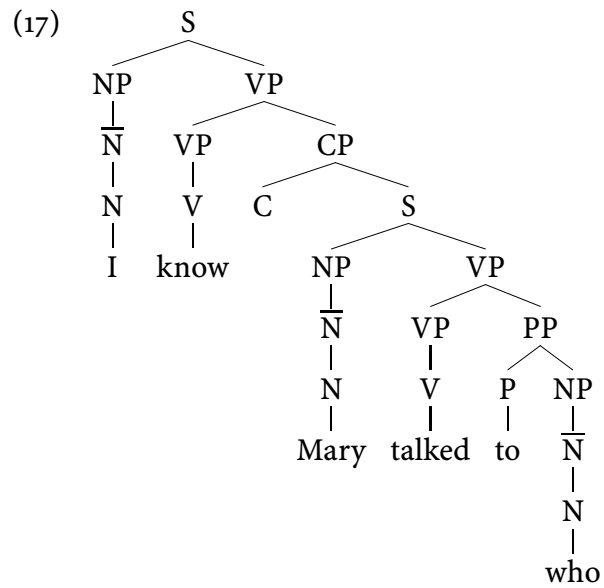 (17) S
NP VP
N̅ VP CP
N V C S
I know NP VP
N̅ VP PP
N V P NP
Mary talked to N̅
N
who